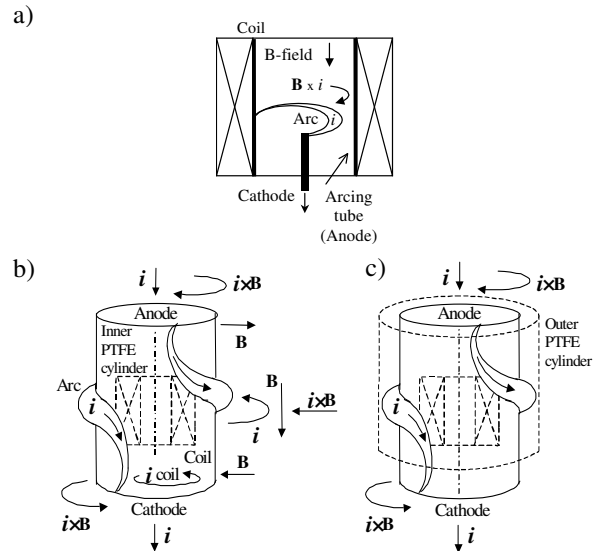 a)
Coil
B-field
B x i
Arc i
Cathode
Arcing
tube
(Anode)
b)
i
i×B
Anode
Inner
PTFE
cylinder
B
Arc
i
B
i×B
i
Coil
i coil
B
i×B
Cathode
i
c)
i
i×B
Anode
Outer
PTFE
cylinder
i
i×B
Cathode
i